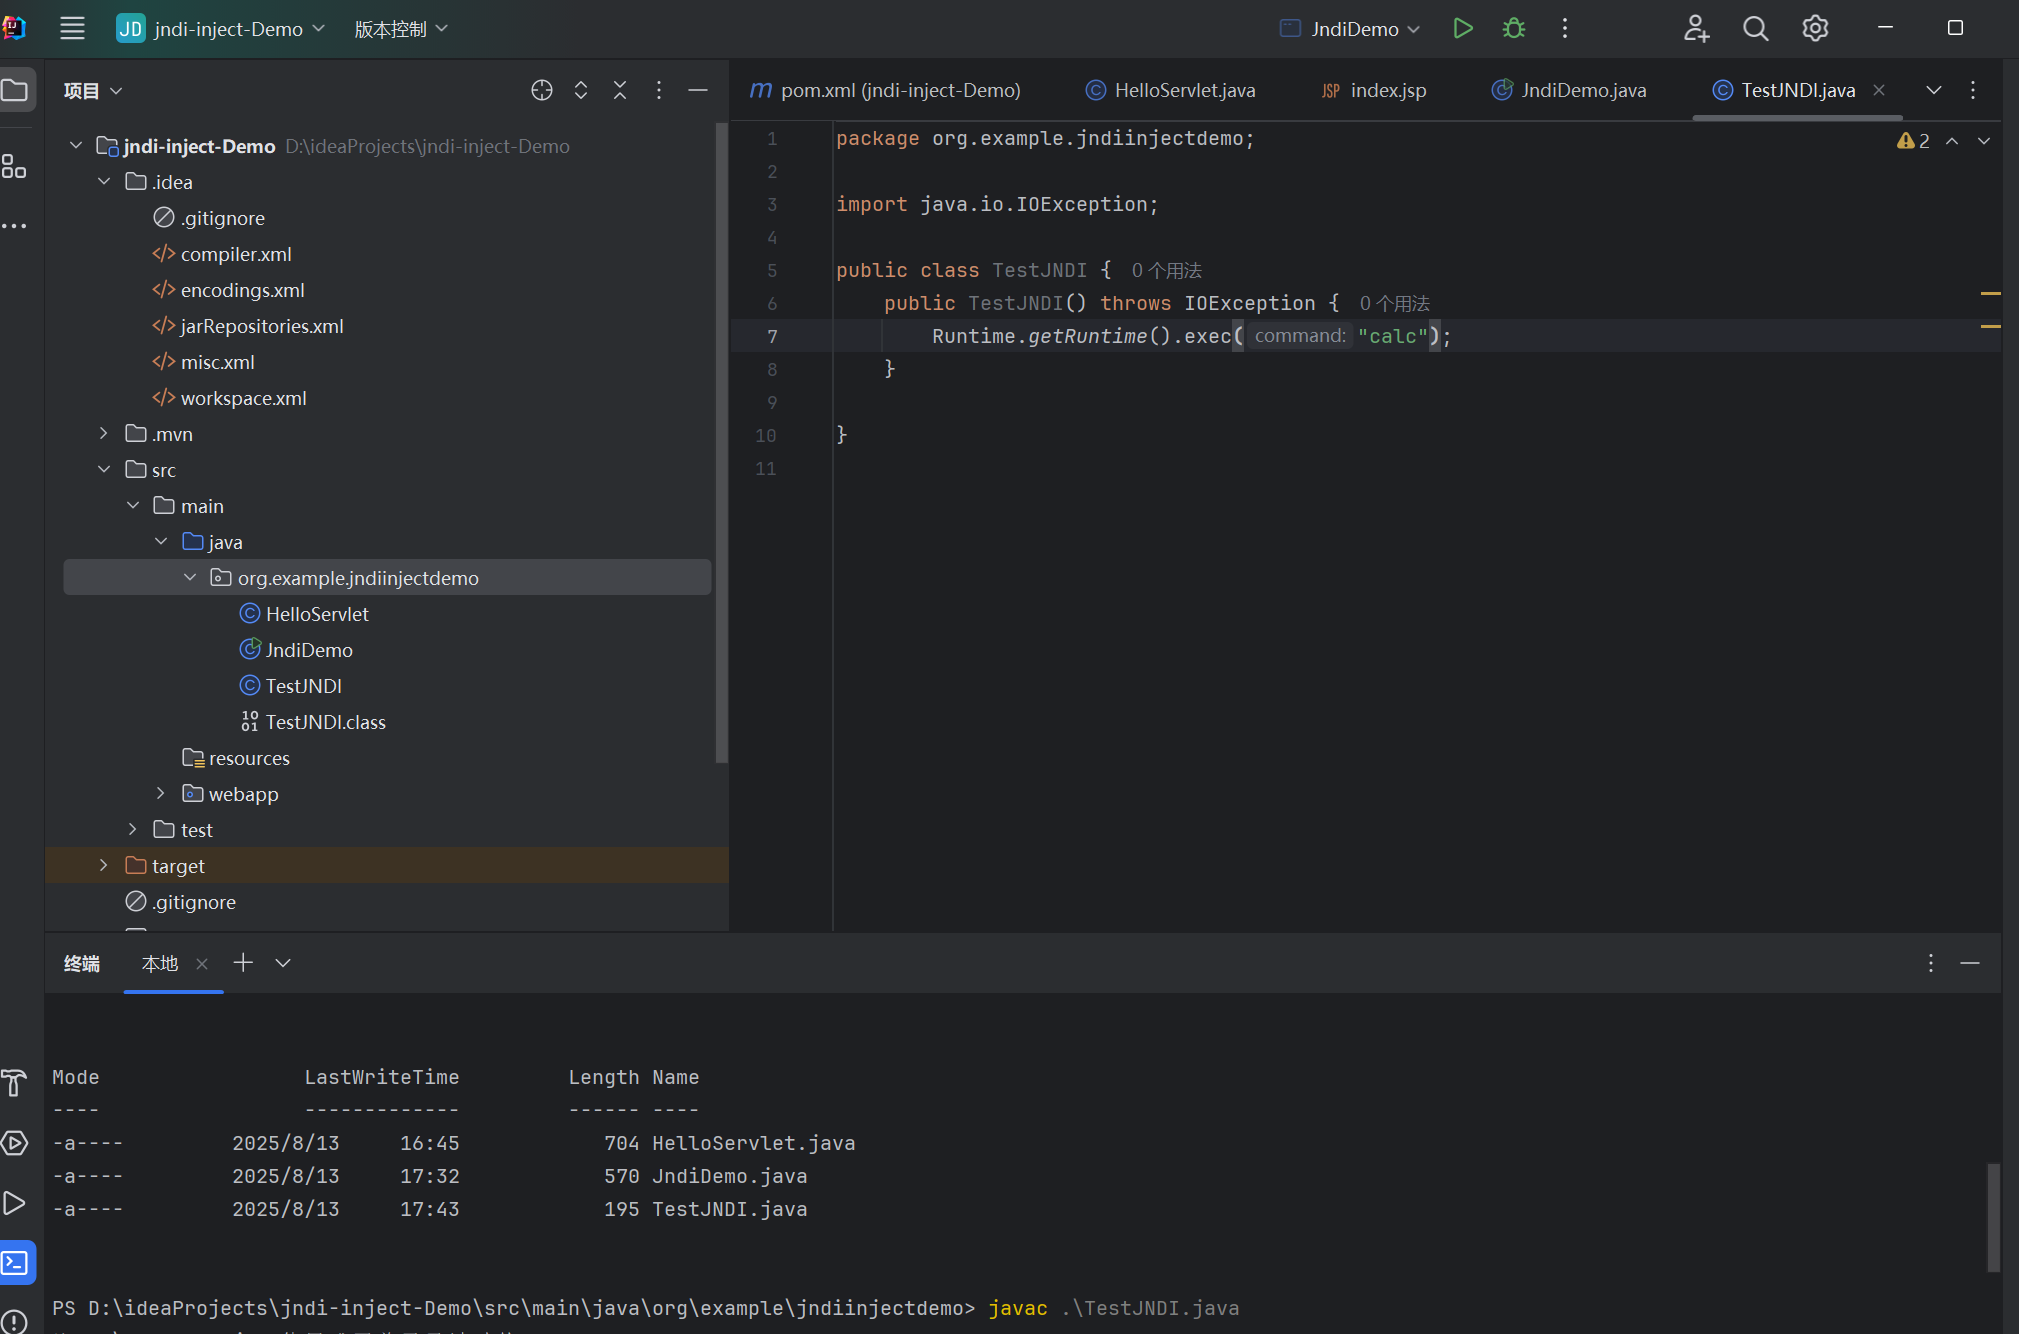 JD jndi-inject-Demo 版本控制 JndiDemo
项目
jndi-inject-Demo D:\ideaProjects\jndi-inject-Demo
.idea
.gitignore
compiler.xml
encodings.xml
jarRepositories.xml
misc.xml
workspace.xml
.mvn
src
main
java
org.example.jndiinjectdemo
HelloServlet
JndiDemo
TestJNDI
TestJNDI.class
resources
webapp
test
target
.gitignore
pom.xml (jndi-inject-Demo) HelloServlet.java JSP index.jsp JndiDemo.java TestJNDI.java
2
1 package org.example.jndiinjectdemo;
2
3 import java.io.IOException;
4
5 public class TestJNDI { 0 个用法
6 public TestJNDI() throws IOException { 0 个用法
7 Runtime.getRuntime().exec( command: "calc");
8 }
9
10 }
11
终端 本地
Mode LastWriteTime Length Name
---- ------------- ------ ----
-a---- 2025/8/13 16:45 704 HelloServlet.java
-a---- 2025/8/13 17:32 570 JndiDemo.java
-a---- 2025/8/13 17:43 195 TestJNDI.java
PS D:\ideaProjects\jndi-inject-Demo\src\main\java\org\example\jndiinjectdemo> javac .\TestJNDI.java